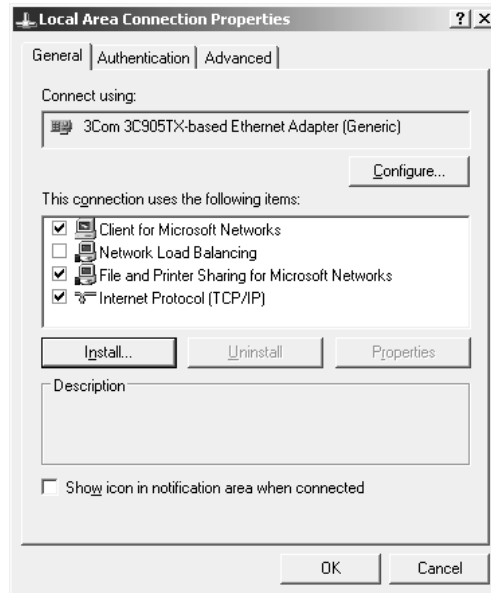 Local Area Connection Properties
General Authentication Advanced
Connect using:
3Com 3C905TX-based Ethernet Adapter (Generic)
Configure...
This connection uses the following items:
Client for Microsoft Networks
Network Load Balancing
File and Printer Sharing for Microsoft Networks
Internet Protocol (TCP/IP)
Install... Uninstall Properties
Description
Show icon in notification area when connected
OK Cancel